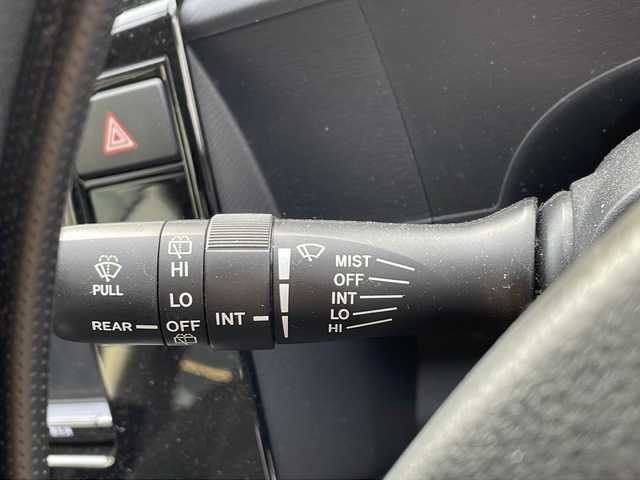 PULL
REAR
HI
LO
OFF
INT
MIST
OFF
INT
LO
HI